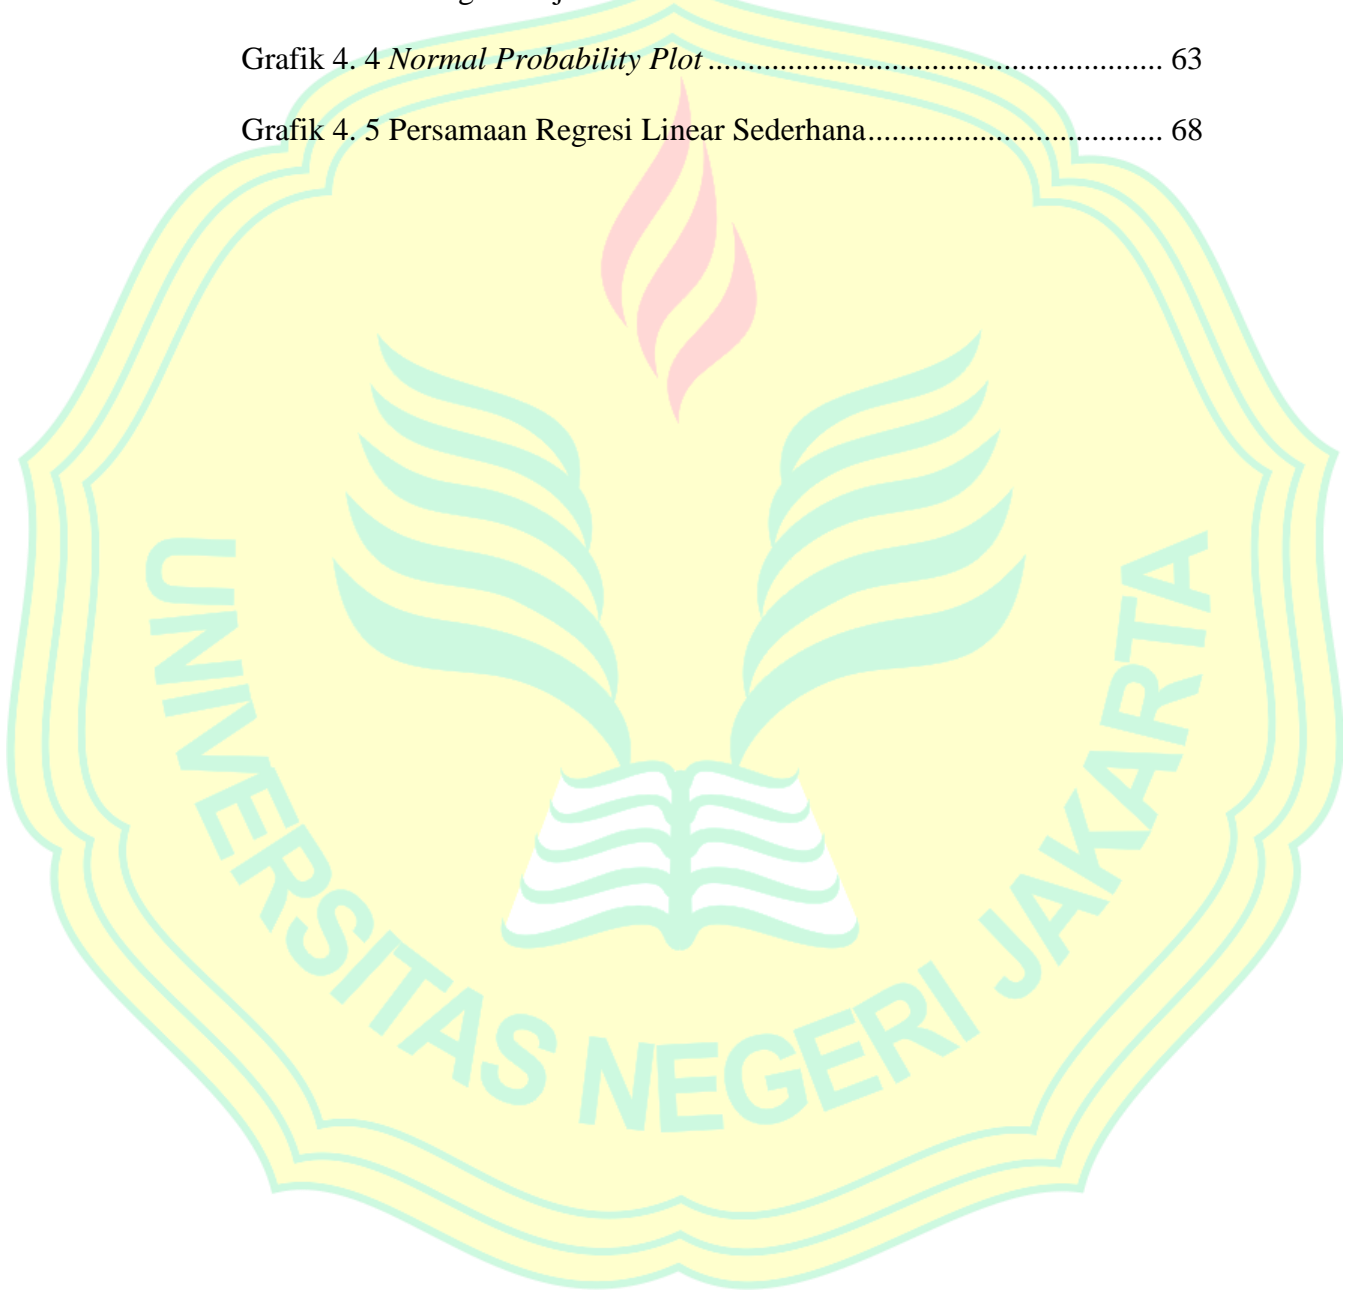 Grafik 4. 4 Normal Probability Plot ........................................................ 63
Grafik 4. 5 Persamaan Regresi Linear Sederhana.................................... 68
UNIVERSITAS NEGERI JAKARTA